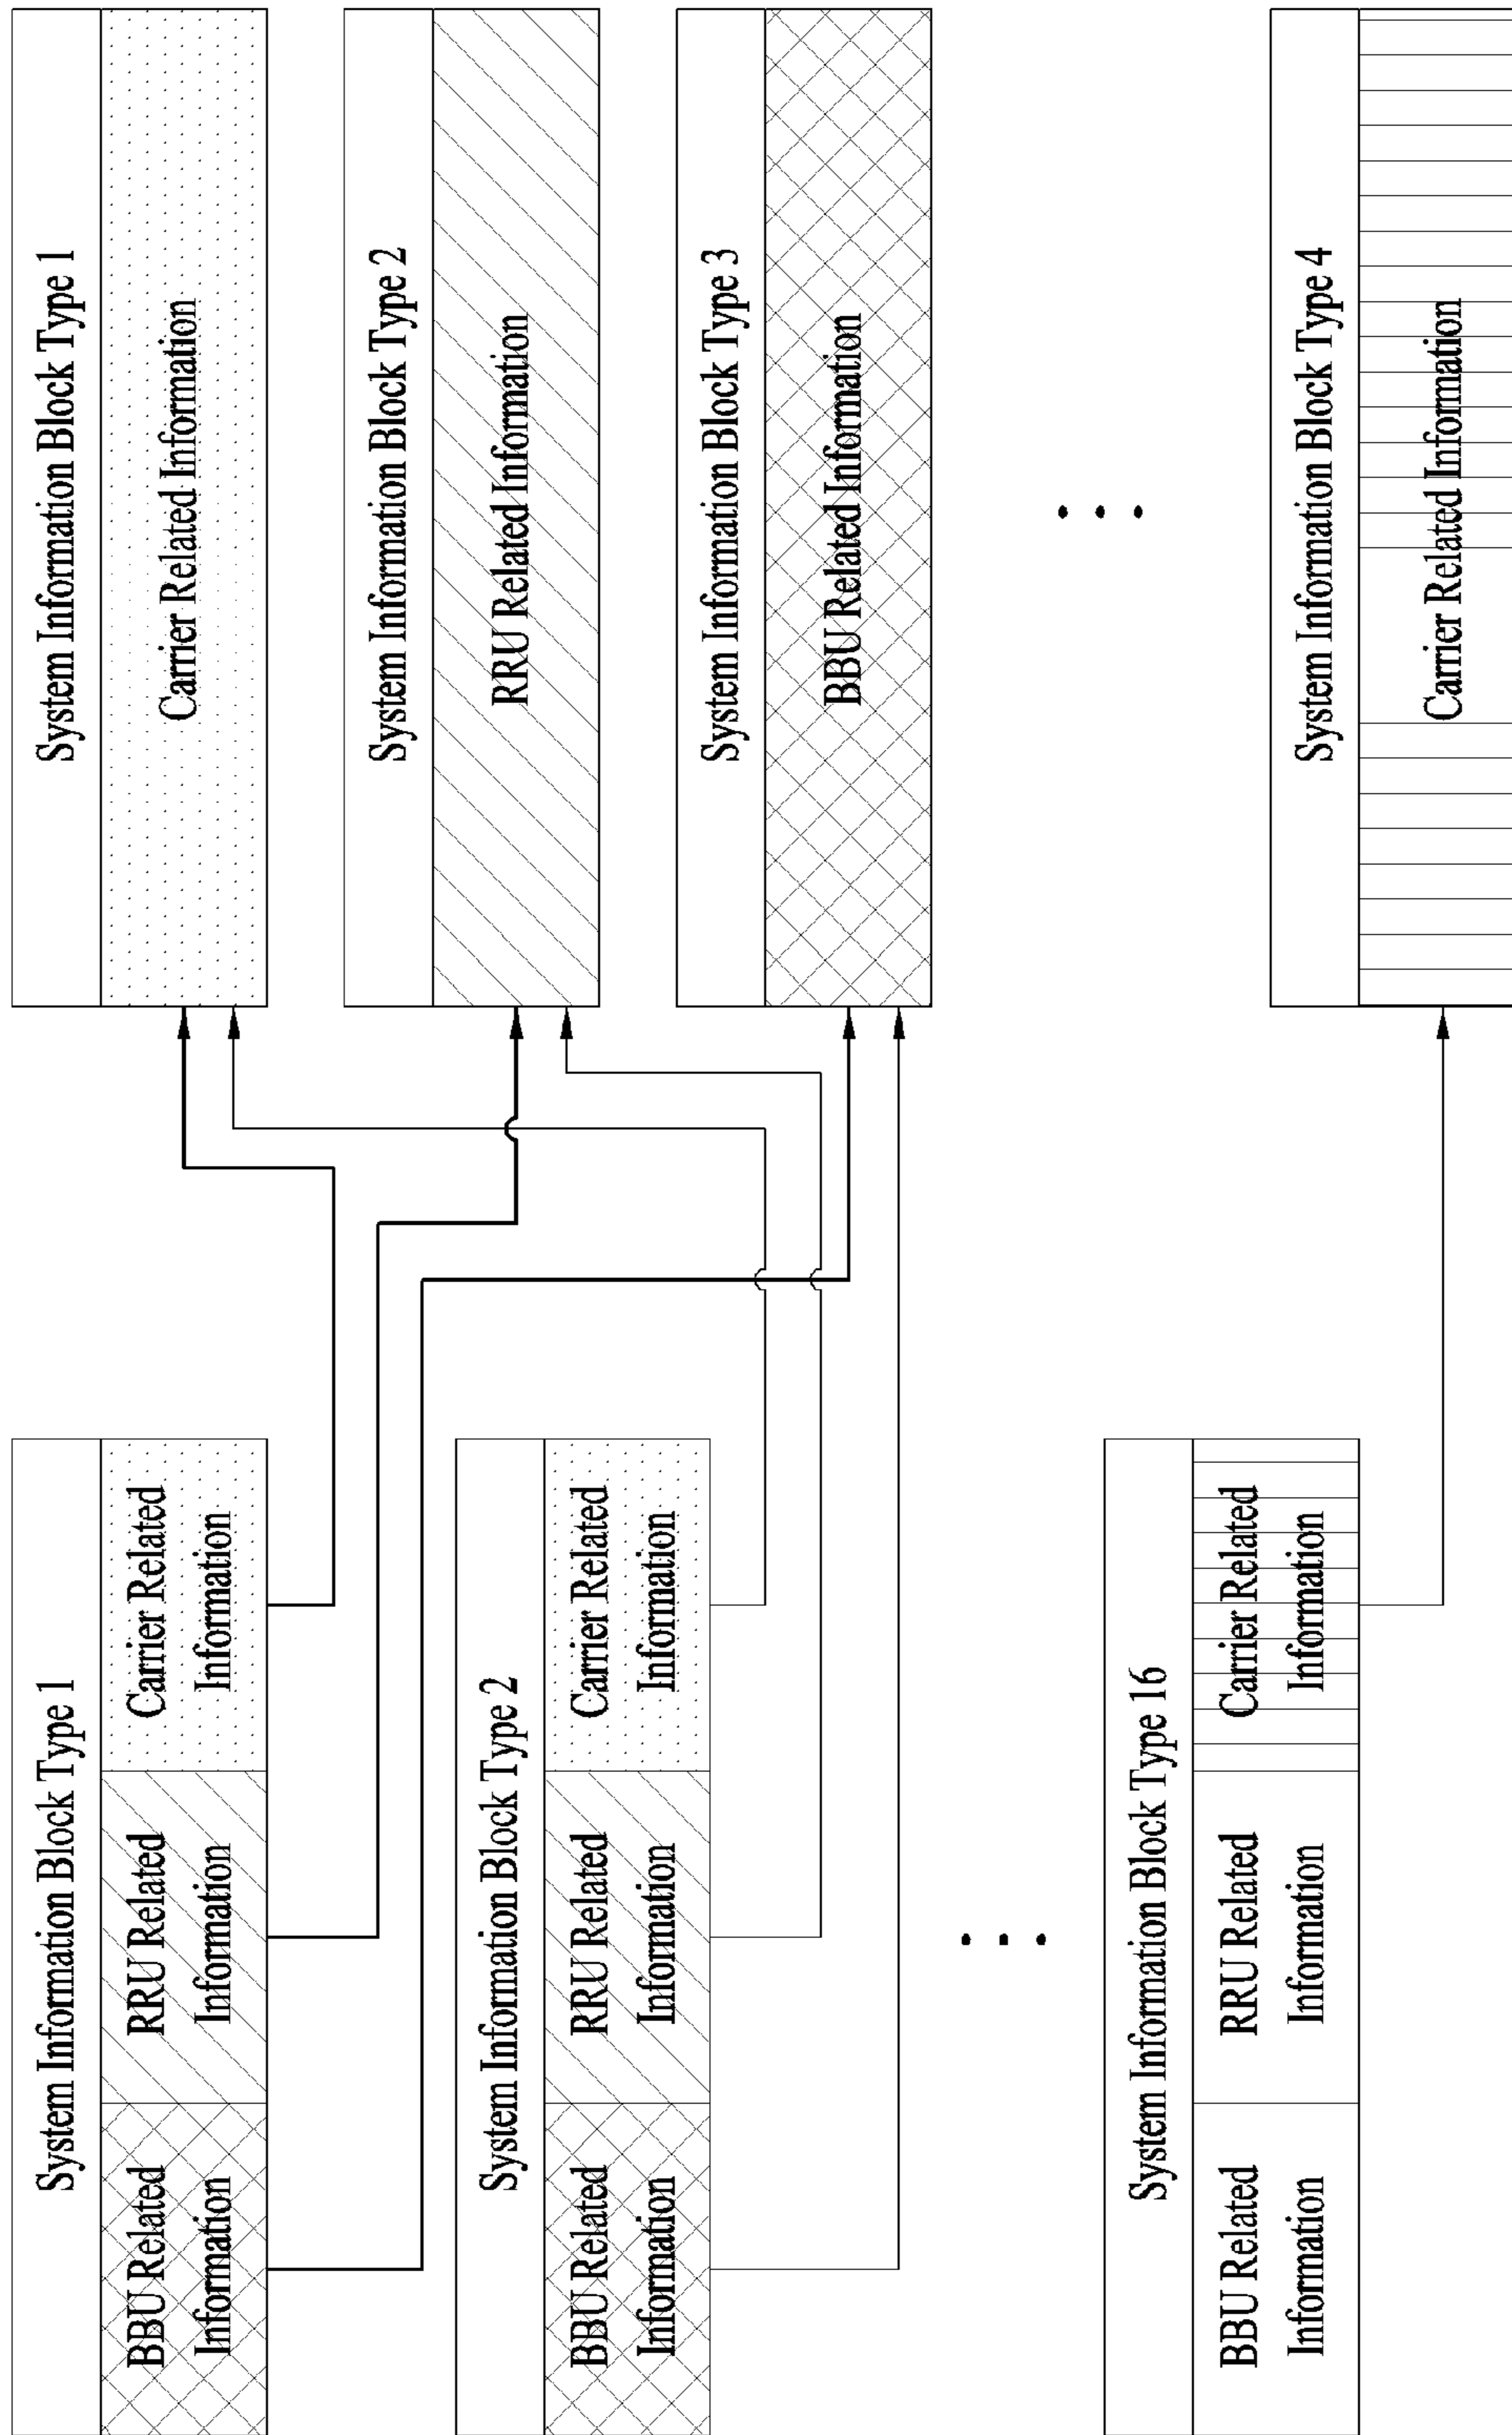 System Information Block Type 1
BBU Related
Information
RRU Related
Information
Carrier Related
Information
System Information Block Type 2
BBU Related
Information
RRU Related
Information
Carrier Related
Information
System Information Block Type 16
BBU Related
Information
RRU Related
Information
Carrier Related
Information
System Information Block Type 1
Carrier Related Information
System Information Block Type 2
RRU Related Information
System Information Block Type 3
BBU Related Information
System Information Block Type 4
Carrier Related Information